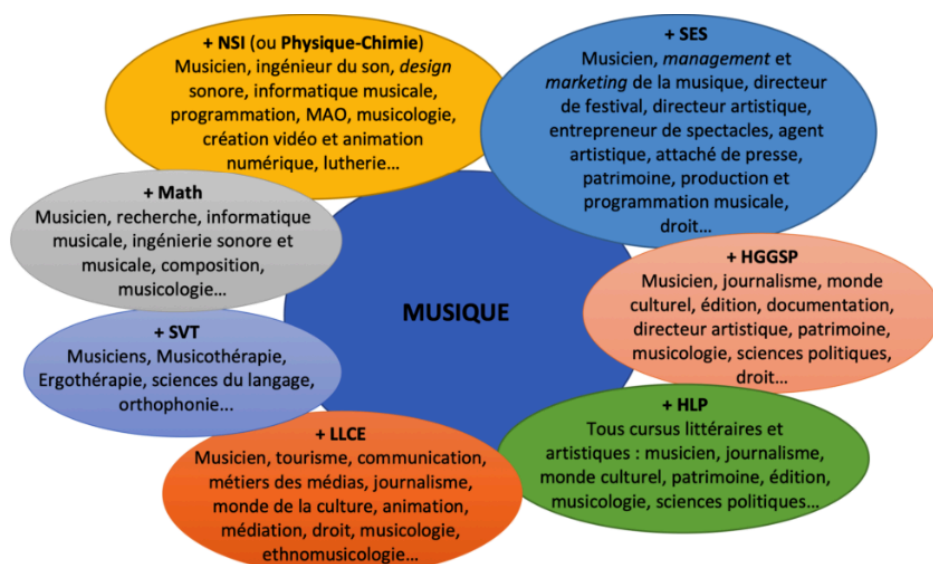 + NSI (ou Physique-Chimie)
Musicien, ingénieur du son, design
sonore, informatique musicale,
programmation, MAO, musicologie,
création vidéo et animation
numérique, lutherie…
+ SES
Musicien, management et
marketing de la musique, directeur
de festival, directeur artistique,
entrepreneur de spectacles, agent
artistique, attaché de presse,
patrimoine, production et
programmation musicale,
droit…
+ Math
Musicien, recherche, informatique
musicale, ingénierie sonore et
musicale, composition,
musicologie…
MUSIQUE
+ HGGSP
Musicien, journalisme, monde
culturel, édition, documentation,
directeur artistique, patrimoine,
musicologie, sciences politiques,
droit…
+ SVT
Musiciens, Musicothérapie,
Ergothérapie, sciences du langage,
orthophonie...
+ LLCE
Musicien, tourisme, communication,
métiers des médias, journalisme,
monde de la culture, animation,
médiation, droit, musicologie,
ethnomusicologie…
+ HLP
Tous cursus littéraires et
artistiques : musicien, journalisme,
monde culturel, patrimoine, édition,
musicologie, sciences politiques…